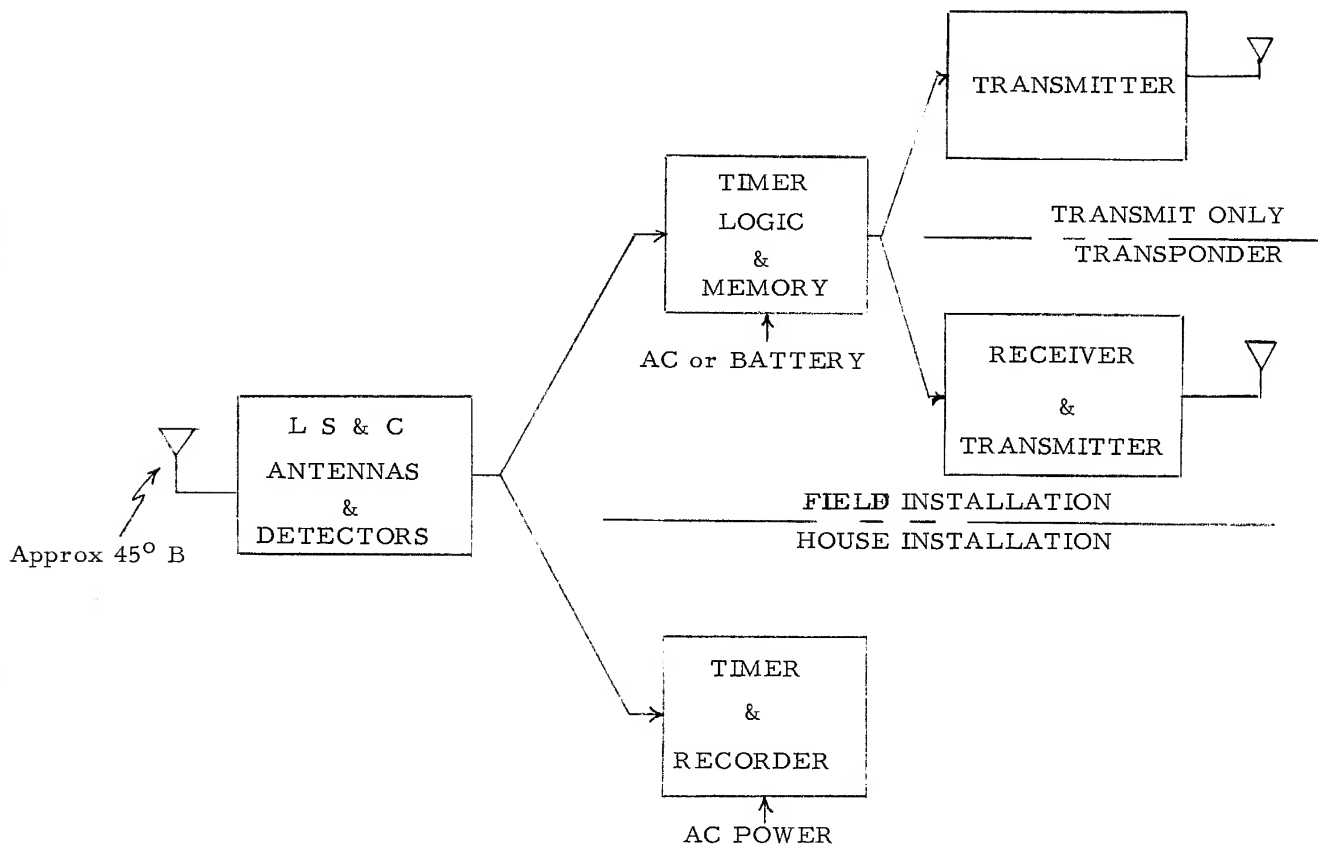 TRANSMITTER
TIMER
LOGIC
&
MEMORY
TRANSMIT ONLY
TRANSPONDER
AC or BATTERY
RECEIVER
&
TRANSMITTER
L S & C
ANTENNAS
&
DETECTORS
Approx 45° B
FIELD INSTALLATION
HOUSE INSTALLATION
TIMER
&
RECORDER
AC POWER